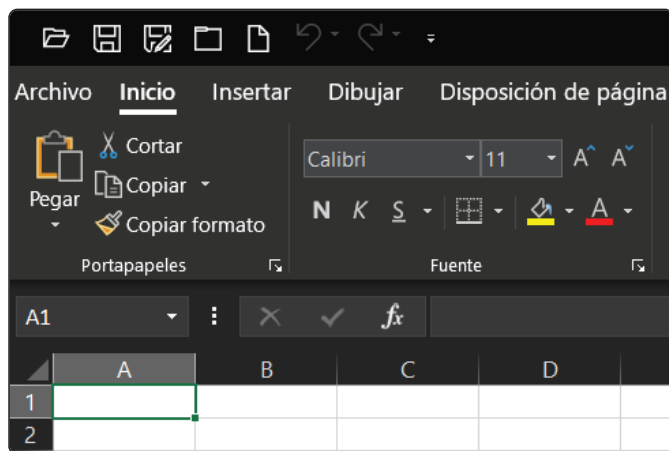 Archivo Inicio Insertar Dibujar Disposición de página
Pegar
Cortar
Copiar
Copiar formato
Portapapeles
Calibri 11 A A
N K S A
Fuente
A1 fx
A B C D
1
2